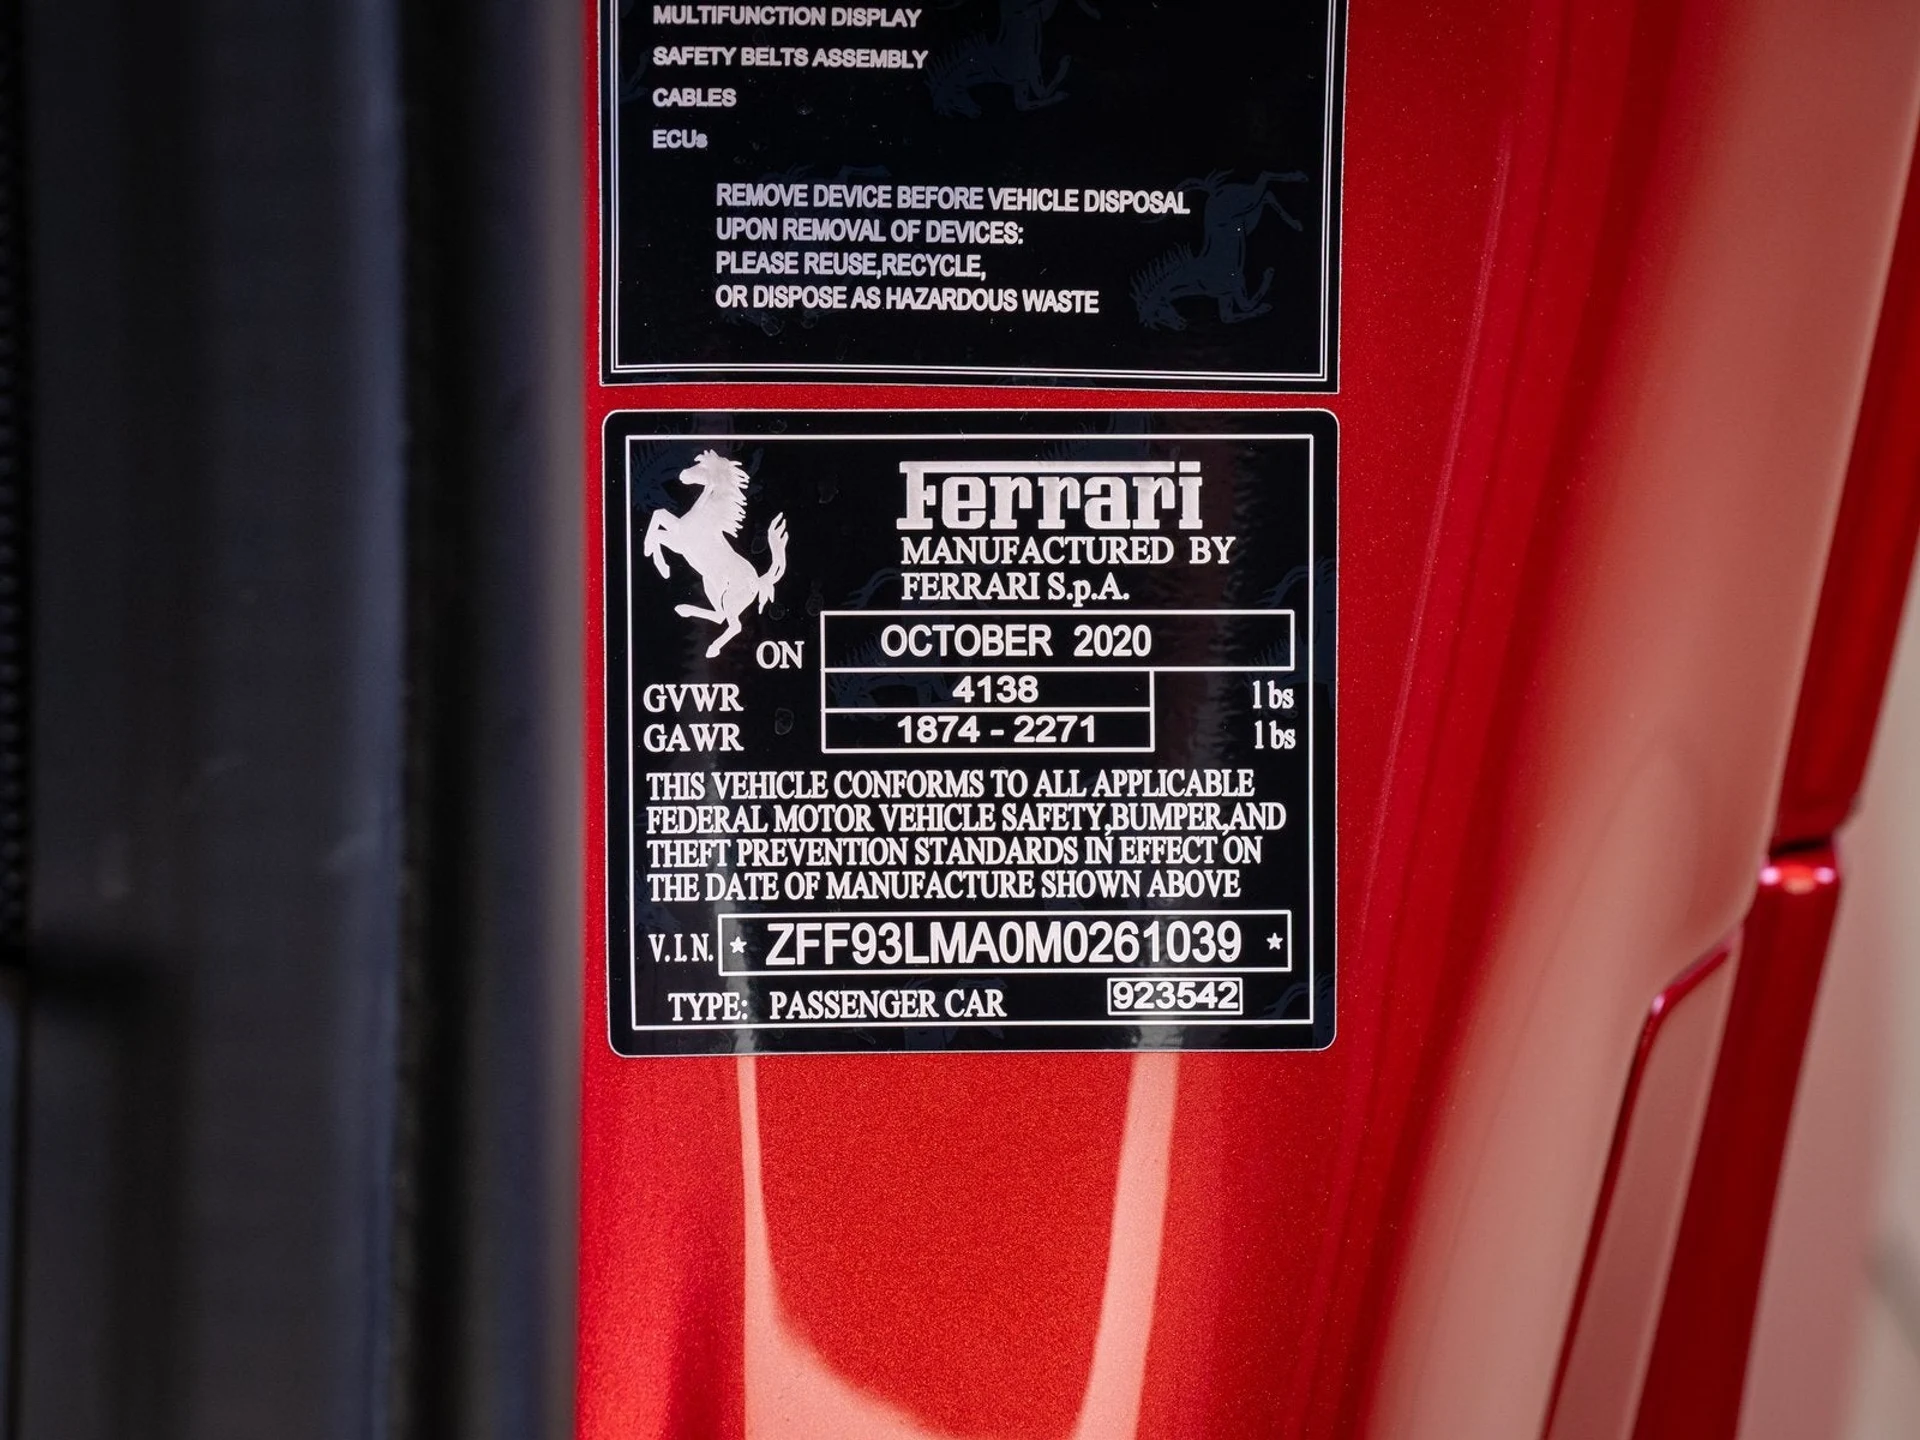 MULTIFUNCTION DISPLAY
SAFETY BELTS ASSEMBLY
CABLES
ECUs
REMOVE DEVICE BEFORE VEHICLE DISPOSAL
UPON REMOVAL OF DEVICES:
PLEASE REUSE,RECYCLE,
OR DISPOSE AS HAZARDOUS WASTE
Ferrari
MANUFACTURED BY
FERRARI S.p.A.
ON OCTOBER 2020
GVWR 4138 lbs
GAWR 1874 - 2271 lbs
THIS VEHICLE CONFORMS TO ALL APPLICABLE
FEDERAL MOTOR VEHICLE SAFETY,BUMPER,AND
THEFT PREVENTION STANDARDS IN EFFECT ON
THE DATE OF MANUFACTURE SHOWN ABOVE
V.I.N. ★ ZFF93LMA0M0261039 ★
TYPE: PASSENGER CAR 923542